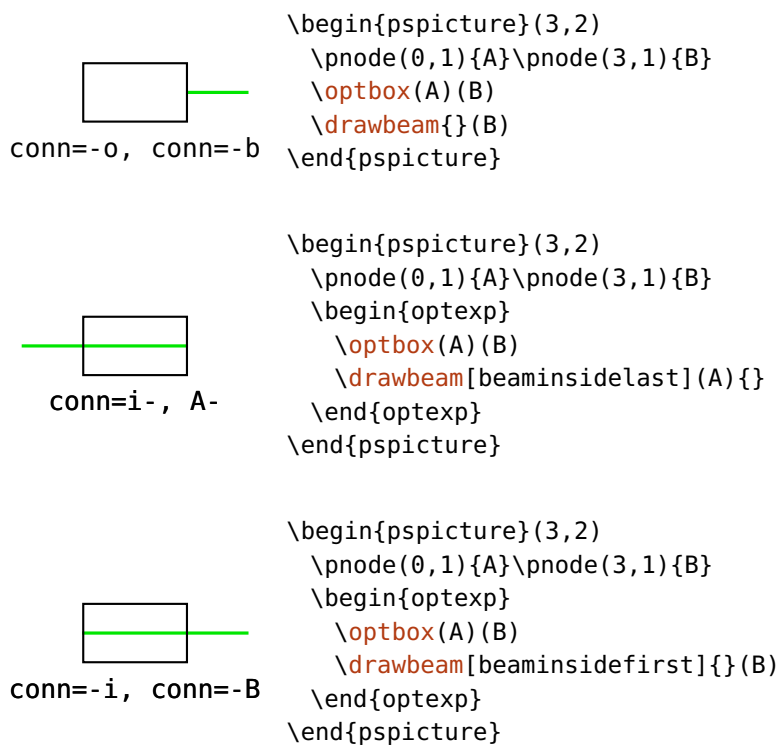 \begin{pspicture}(3,2)
\pnode(0,1){A}\pnode(3,1){B}
\optbox(A)(B)
\drawbeam{}(B)
\end{pspicture}
conn=-o, conn=-b
\begin{pspicture}(3,2)
\pnode(0,1){A}\pnode(3,1){B}
\begin{optexp}
\optbox(A)(B)
\drawbeam[beaminsidelast](A){}
\end{optexp}
\end{pspicture}
conn=i-, A-
\begin{pspicture}(3,2)
\pnode(0,1){A}\pnode(3,1){B}
\begin{optexp}
\optbox(A)(B)
\drawbeam[beaminsidefirst]{}(B)
\end{optexp}
\end{pspicture}
conn=-i, conn=-B